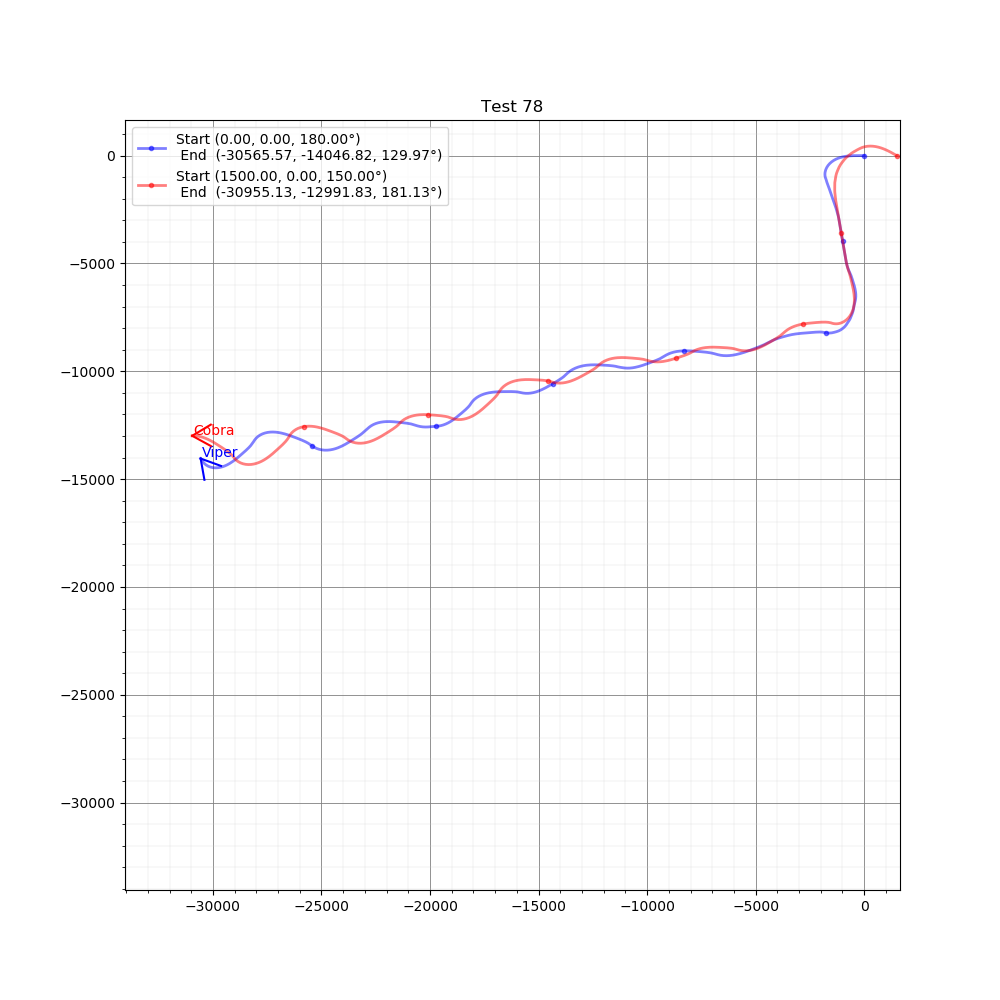 Test 78
Start (0.00, 0.00, 180.00°)
End (-30565.57, -14046.82, 129.97°)
Start (1500.00, 0.00, 150.00°)
End (-30955.13, -12991.83, 181.13°)
0
−5000
−10000
Cobra
Viper
−15000
−20000
−25000
−30000
−30000 −25000 −20000 −15000 −10000 −5000 0